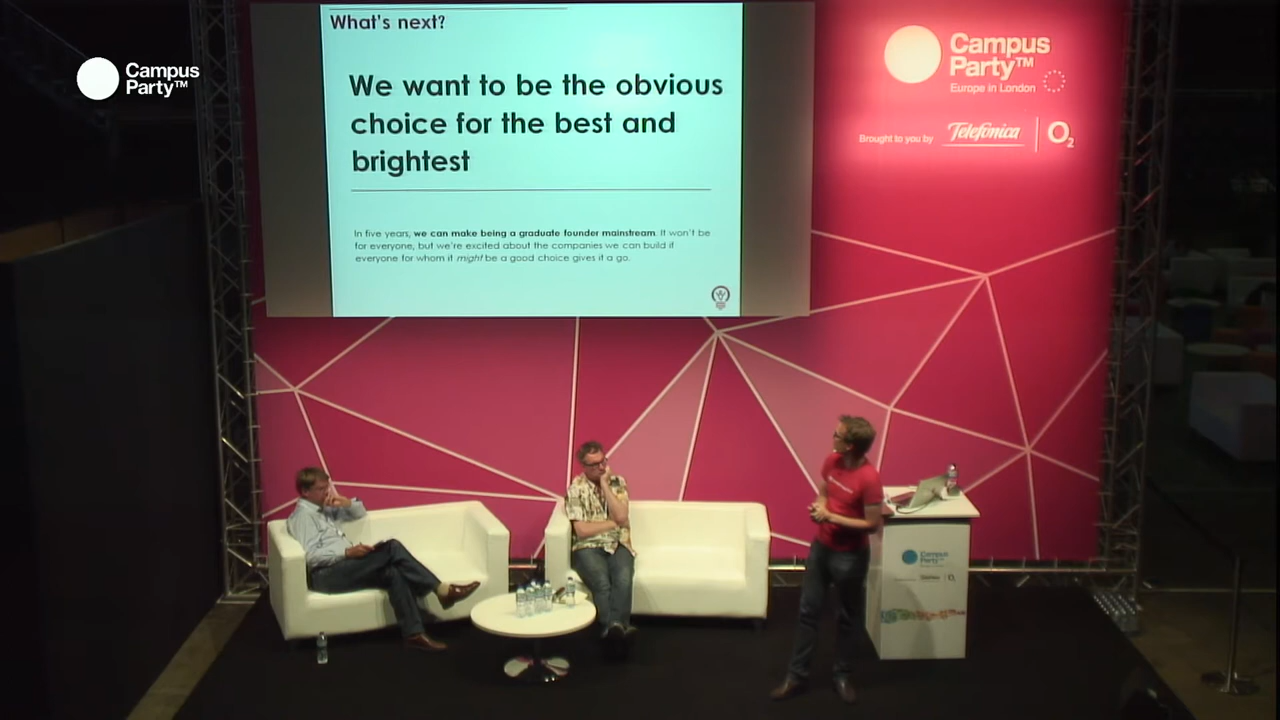 What's next?
We want to be the obvious
choice for the best and
brightest
In five years, we can make being a graduate founder mainstream. It won't be
for everyone, but we're excited about the companies we can build if
everyone for whom it might be a good choice gives it a go.
Campus
Party™
Campus
Party™
Europe in London
Brought to you by Telefónica O2
Campus
Party™